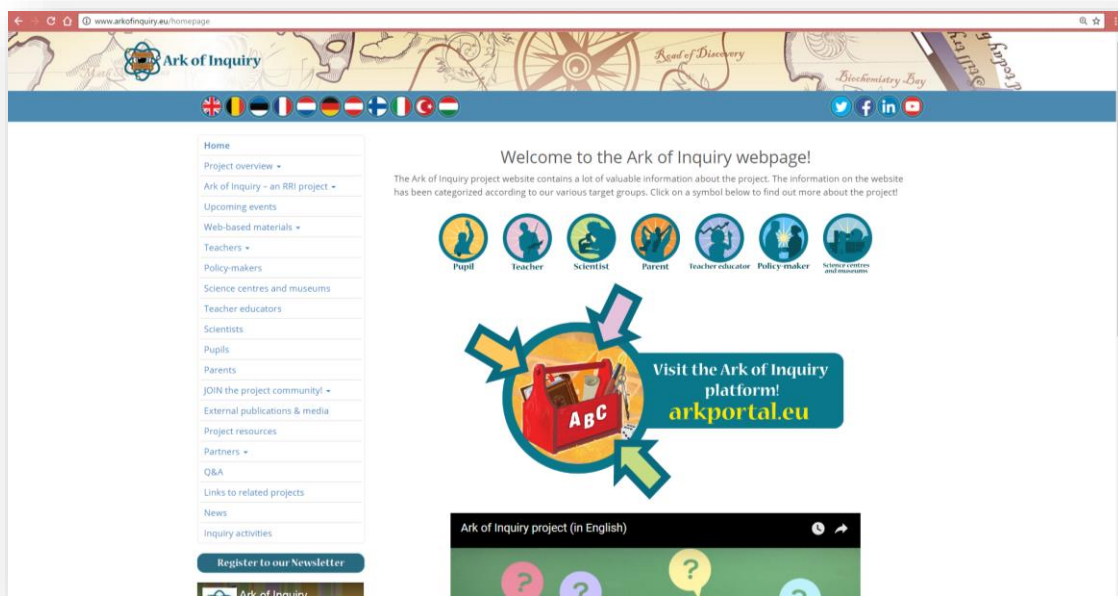 www.arkofinquiry.eu/homepage
Ark of Inquiry
Road of Discovery
Biochemistry Bay
Home
Project overview
Ark of Inquiry – an RRI project
Upcoming events
Web-based materials
Teachers
Policy-makers
Science centres and museums
Teacher educators
Scientists
Pupils
Parents
JOIN the project community!
External publications & media
Project resources
Partners
Q&A
Links to related projects
News
Inquiry activities
Register to our Newsletter
Ark of Inquiry
Welcome to the Ark of Inquiry webpage!
The Ark of Inquiry project website contains a lot of valuable information about the project. The information on the website
has been categorized according to our various target groups. Click on a symbol below to find out more about the project!
Pupil
Teacher
Scientist
Parent
Teacher educator
Policy-maker
Science centres
and museums
ABC
Visit the Ark of Inquiry
platform!
arkportal.eu
Ark of Inquiry project (in English)
? ? ? ?